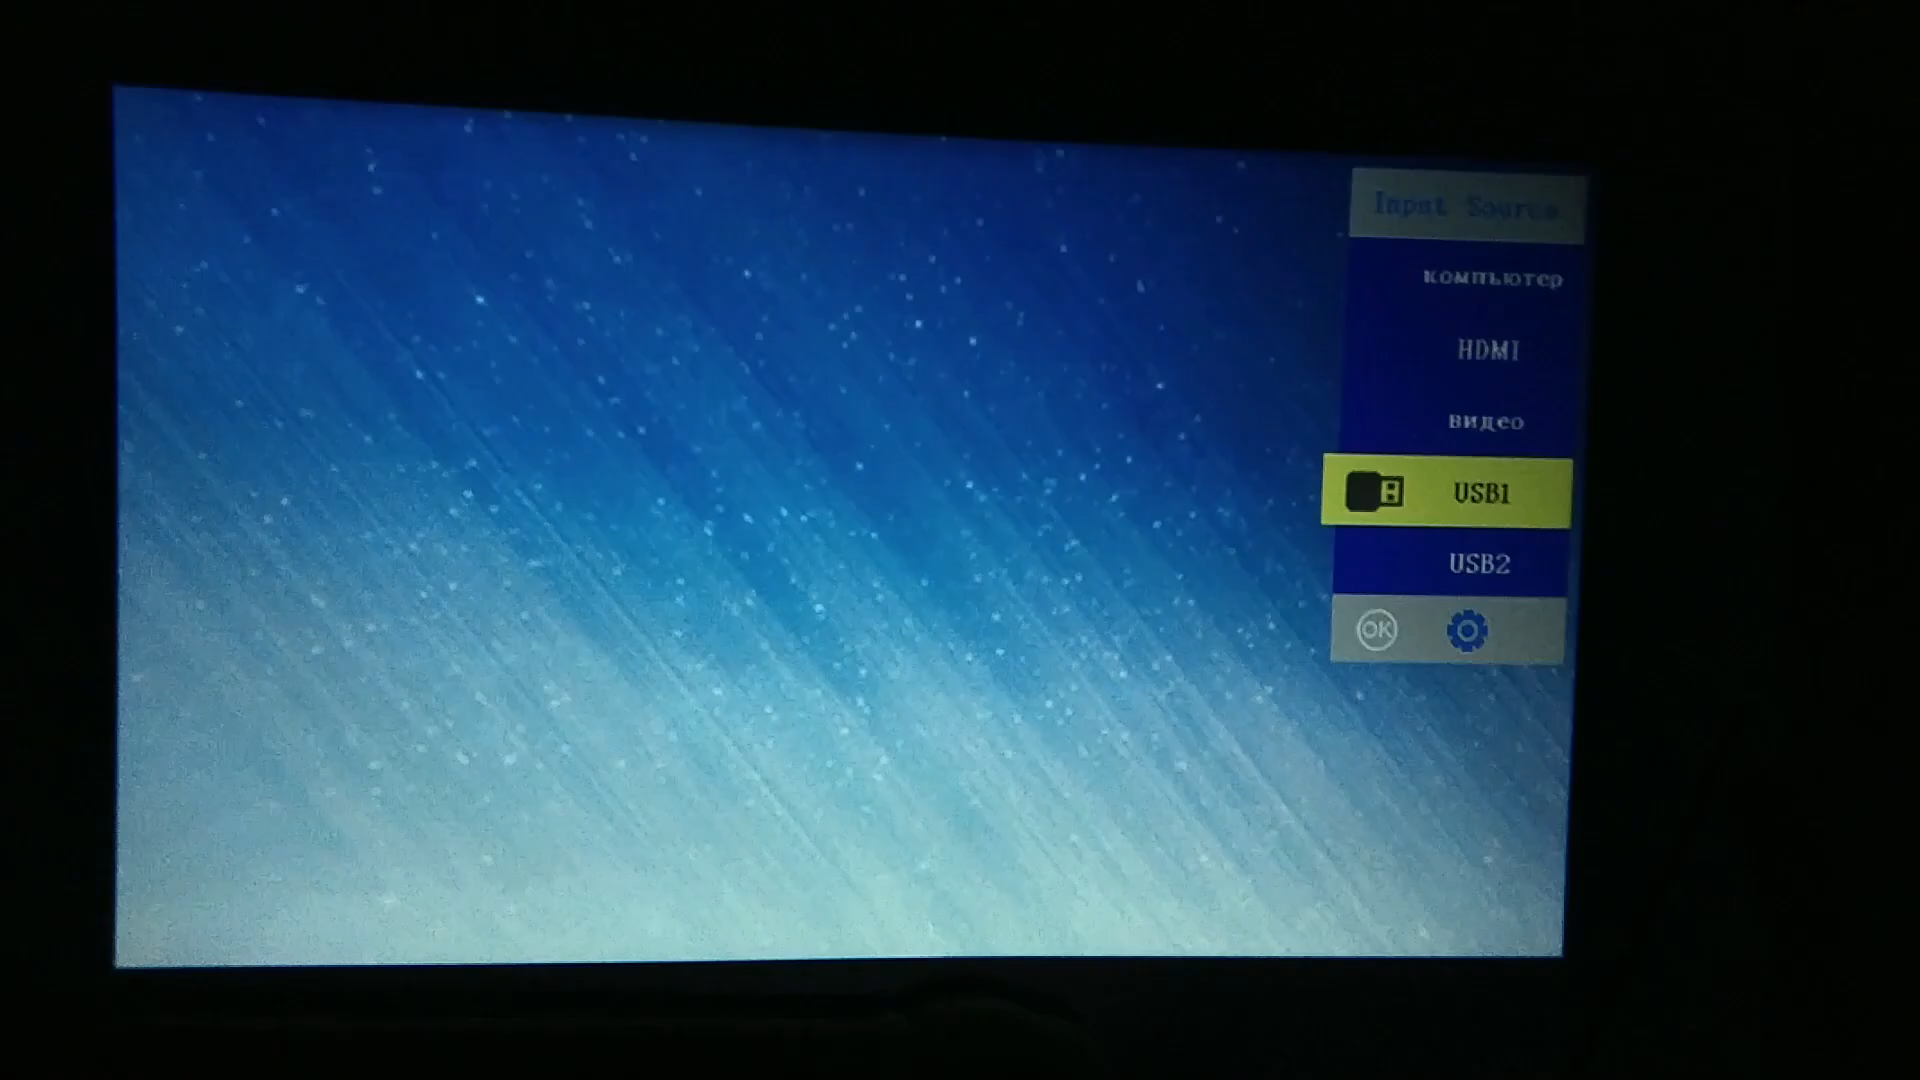 Input Source
компьютер
HDMI
видео
USB1
USB2
OK